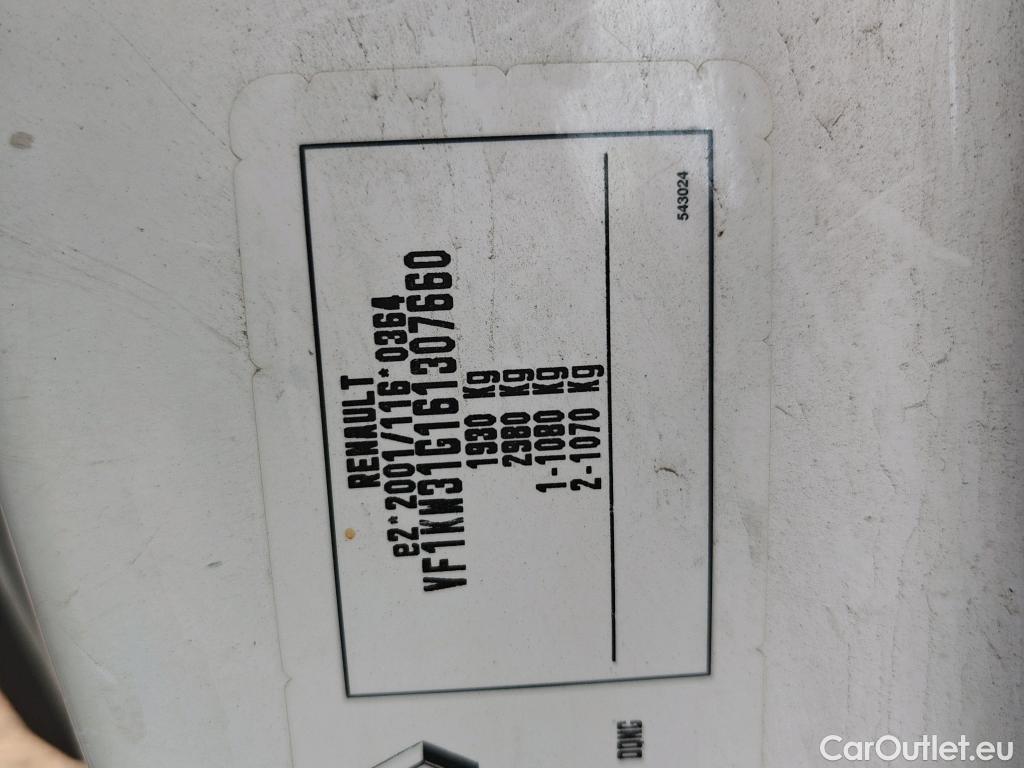 RENAULT
e2*2001/116*0364
VF1KW31G161307660
1930 Kg
2980 Kg
1-1080 Kg
2-1070 Kg
543024
DQKG
CarOutlet.eu